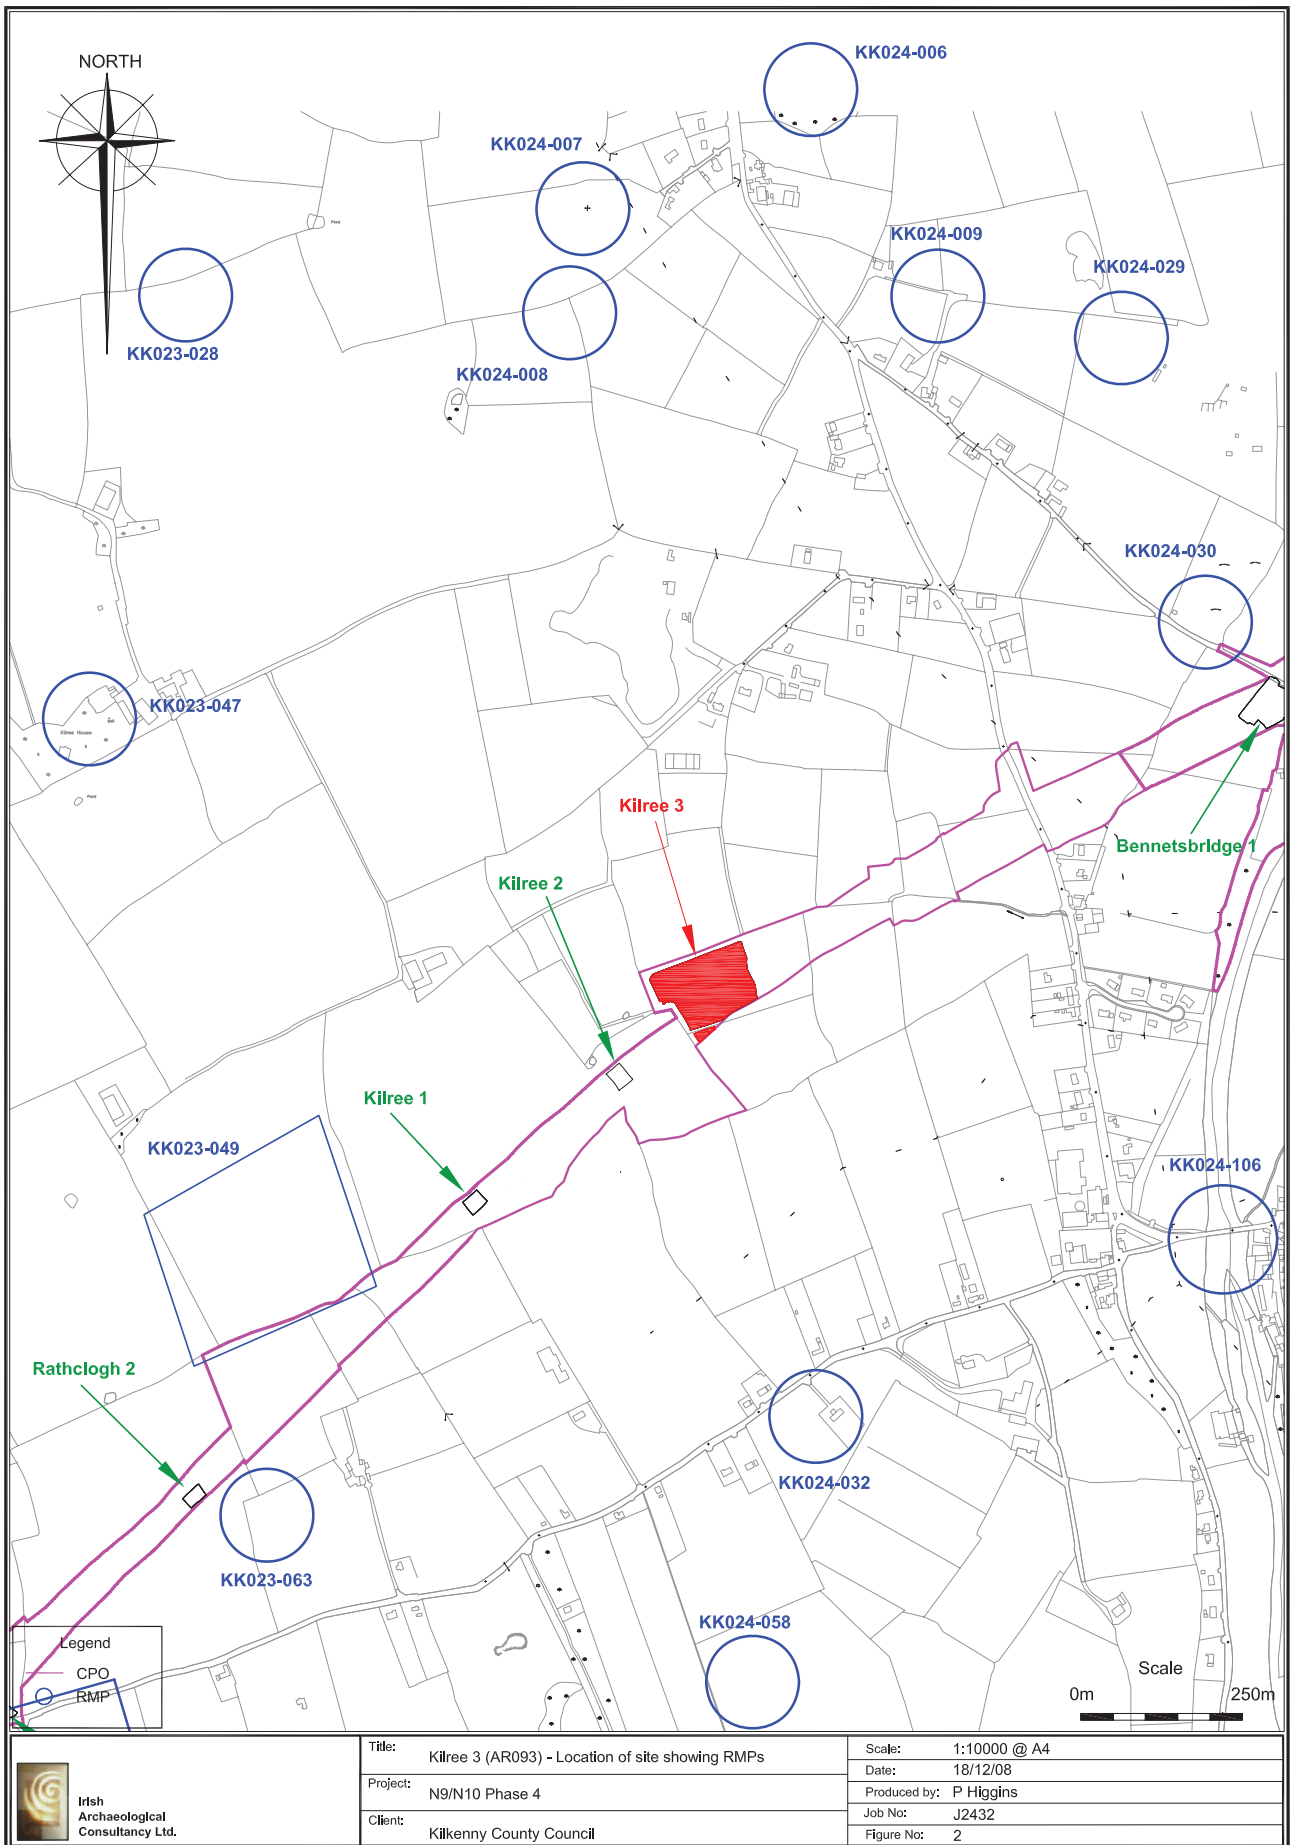 NORTH
KK024-006
KK024-007
KK024-009
KK024-029
Pond
KK023-028
KK024-008
KK024-030
KK023-047
Kilree House
Pond
Kilree 3
Bennetsbridge 1
Kilree 2
Kilree 1
KK023-049
KK024-106
Rathclogh 2
KK024-032
KK023-063
KK024-058
Legend
CPO
RMP
Scale
0m 250m
Irish
Archaeological
Consultancy Ltd.
Title: Kilree 3 (AR093) - Location of site showing RMPs
Project: N9/N10 Phase 4
Client: Kilkenny County Council
Scale: 1:10000 @ A4
Date: 18/12/08
Produced by: P Higgins
Job No: J2432
Figure No: 2